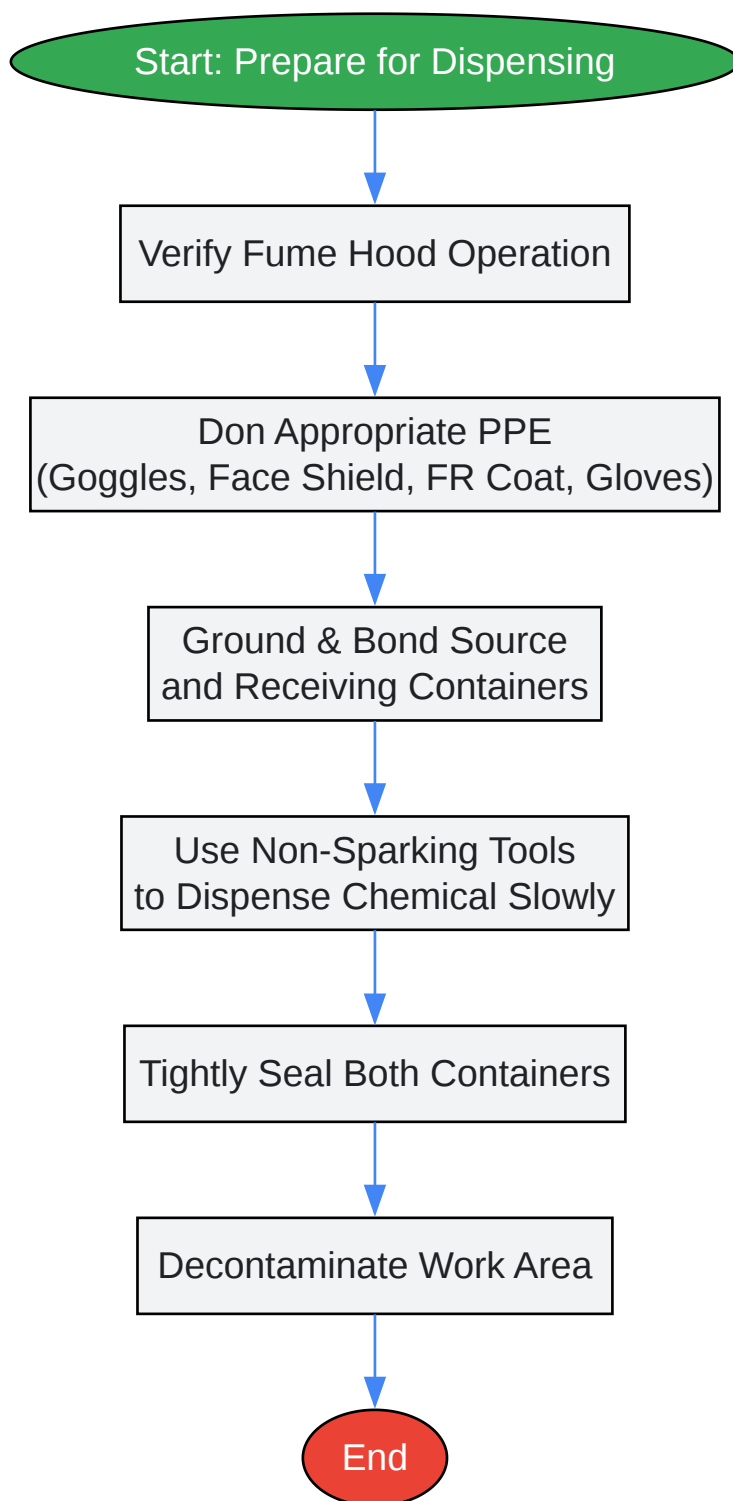 Start: Prepare for Dispensing
Verify Fume Hood Operation
Don Appropriate PPE
(Goggles, Face Shield, FR Coat, Gloves)
Ground & Bond Source
and Receiving Containers
Use Non-Sparking Tools
to Dispense Chemical Slowly
Tightly Seal Both Containers
Decontaminate Work Area
End